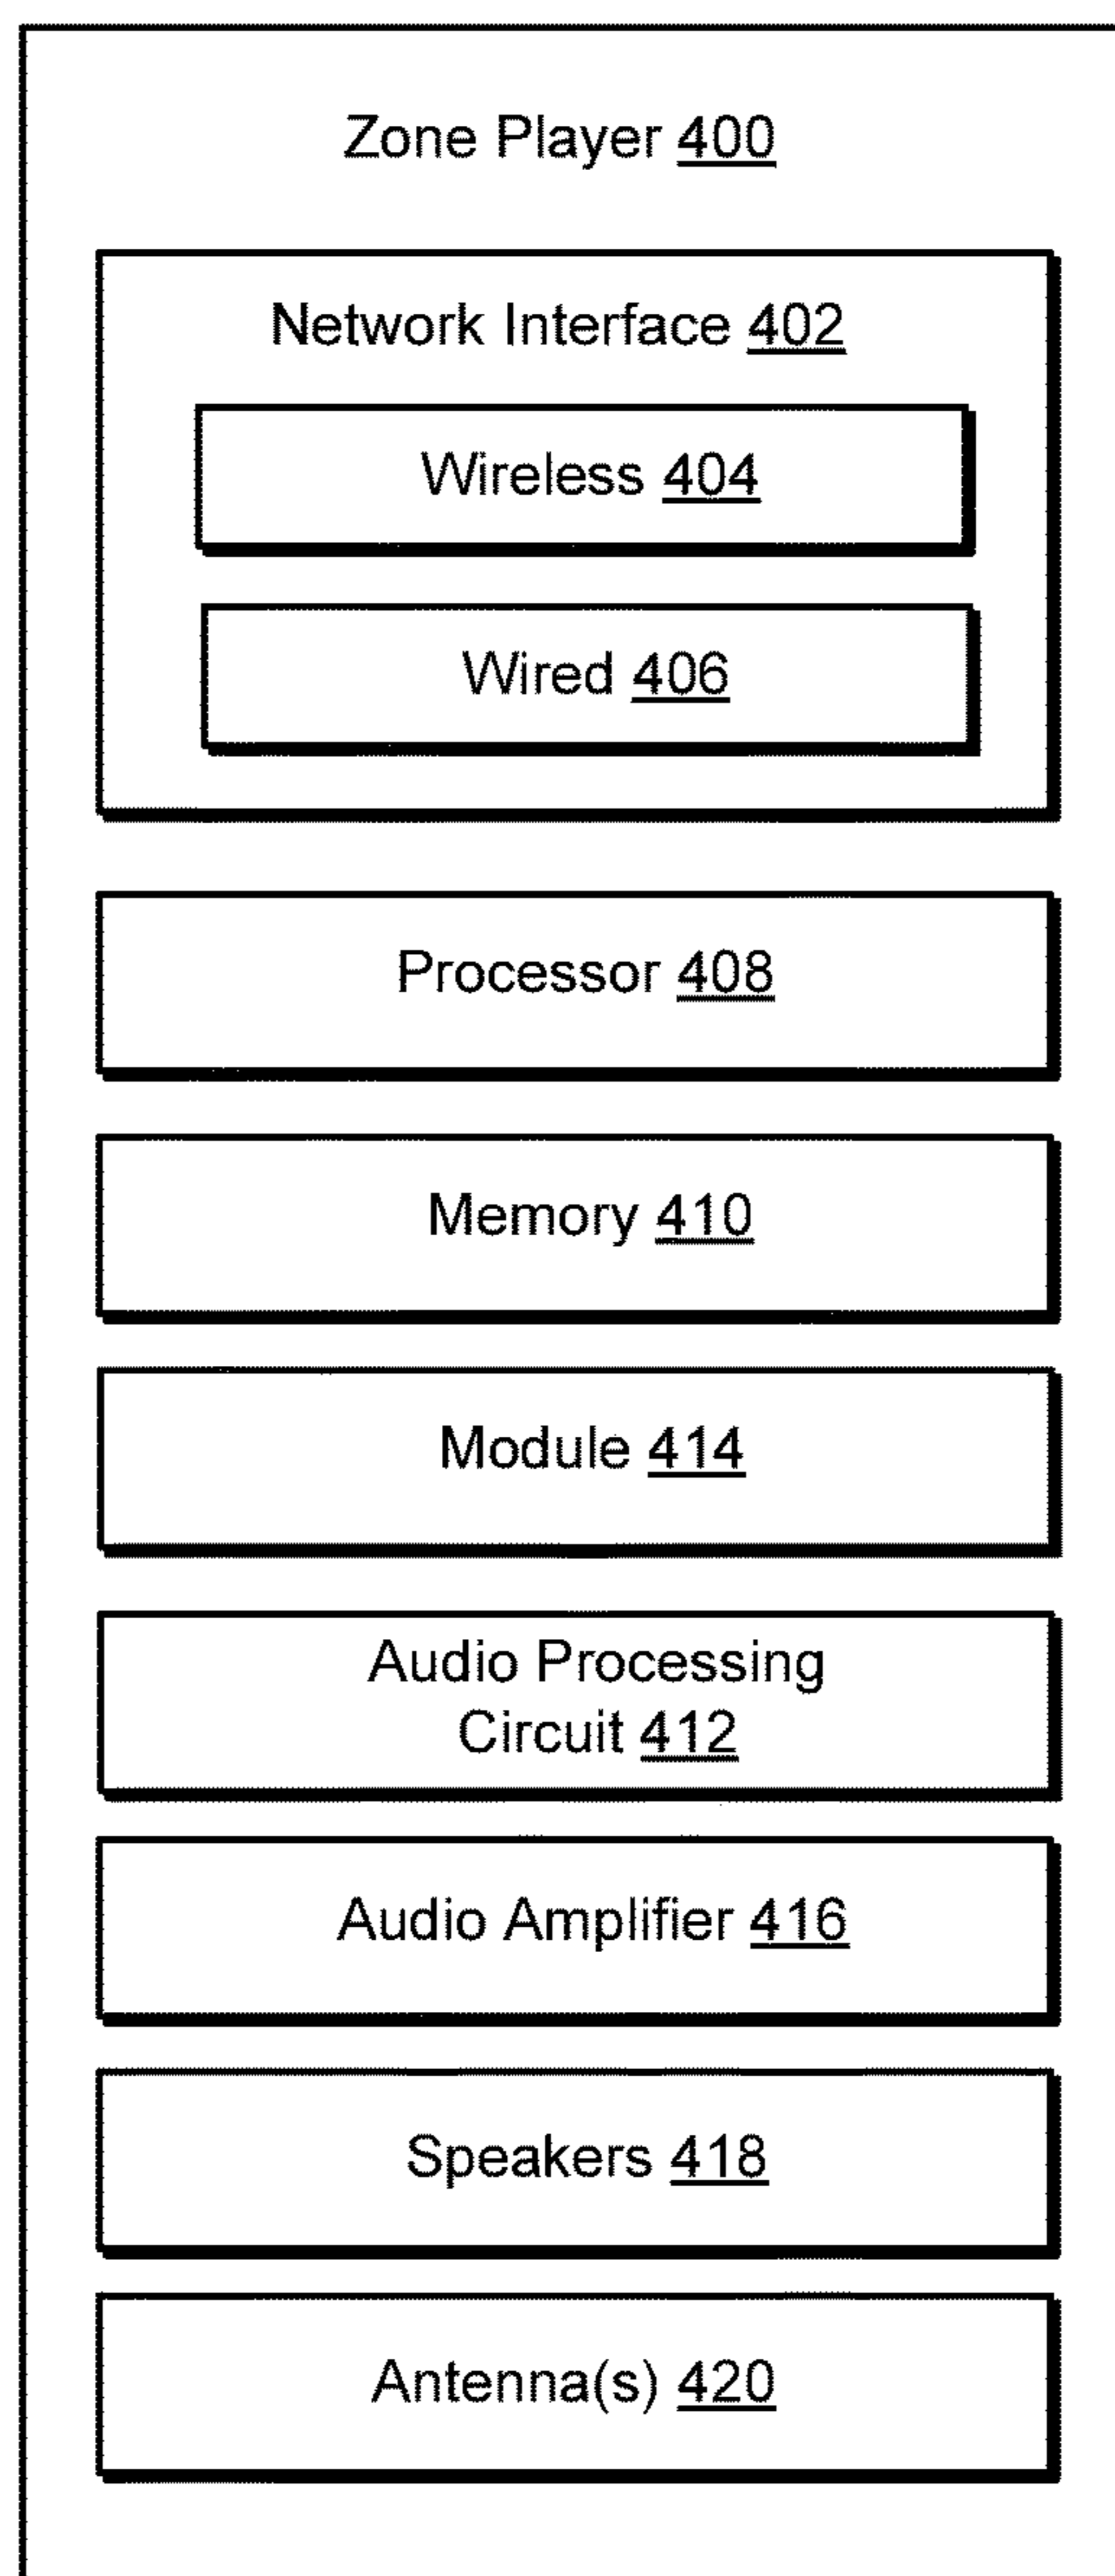 Zone Player 400
Network Interface 402
Wireless 404
Wired 406
Processor 408
Memory 410
Module 414
Audio Processing
Circuit 412
Audio Amplifier 416
Speakers 418
Antenna(s) 420